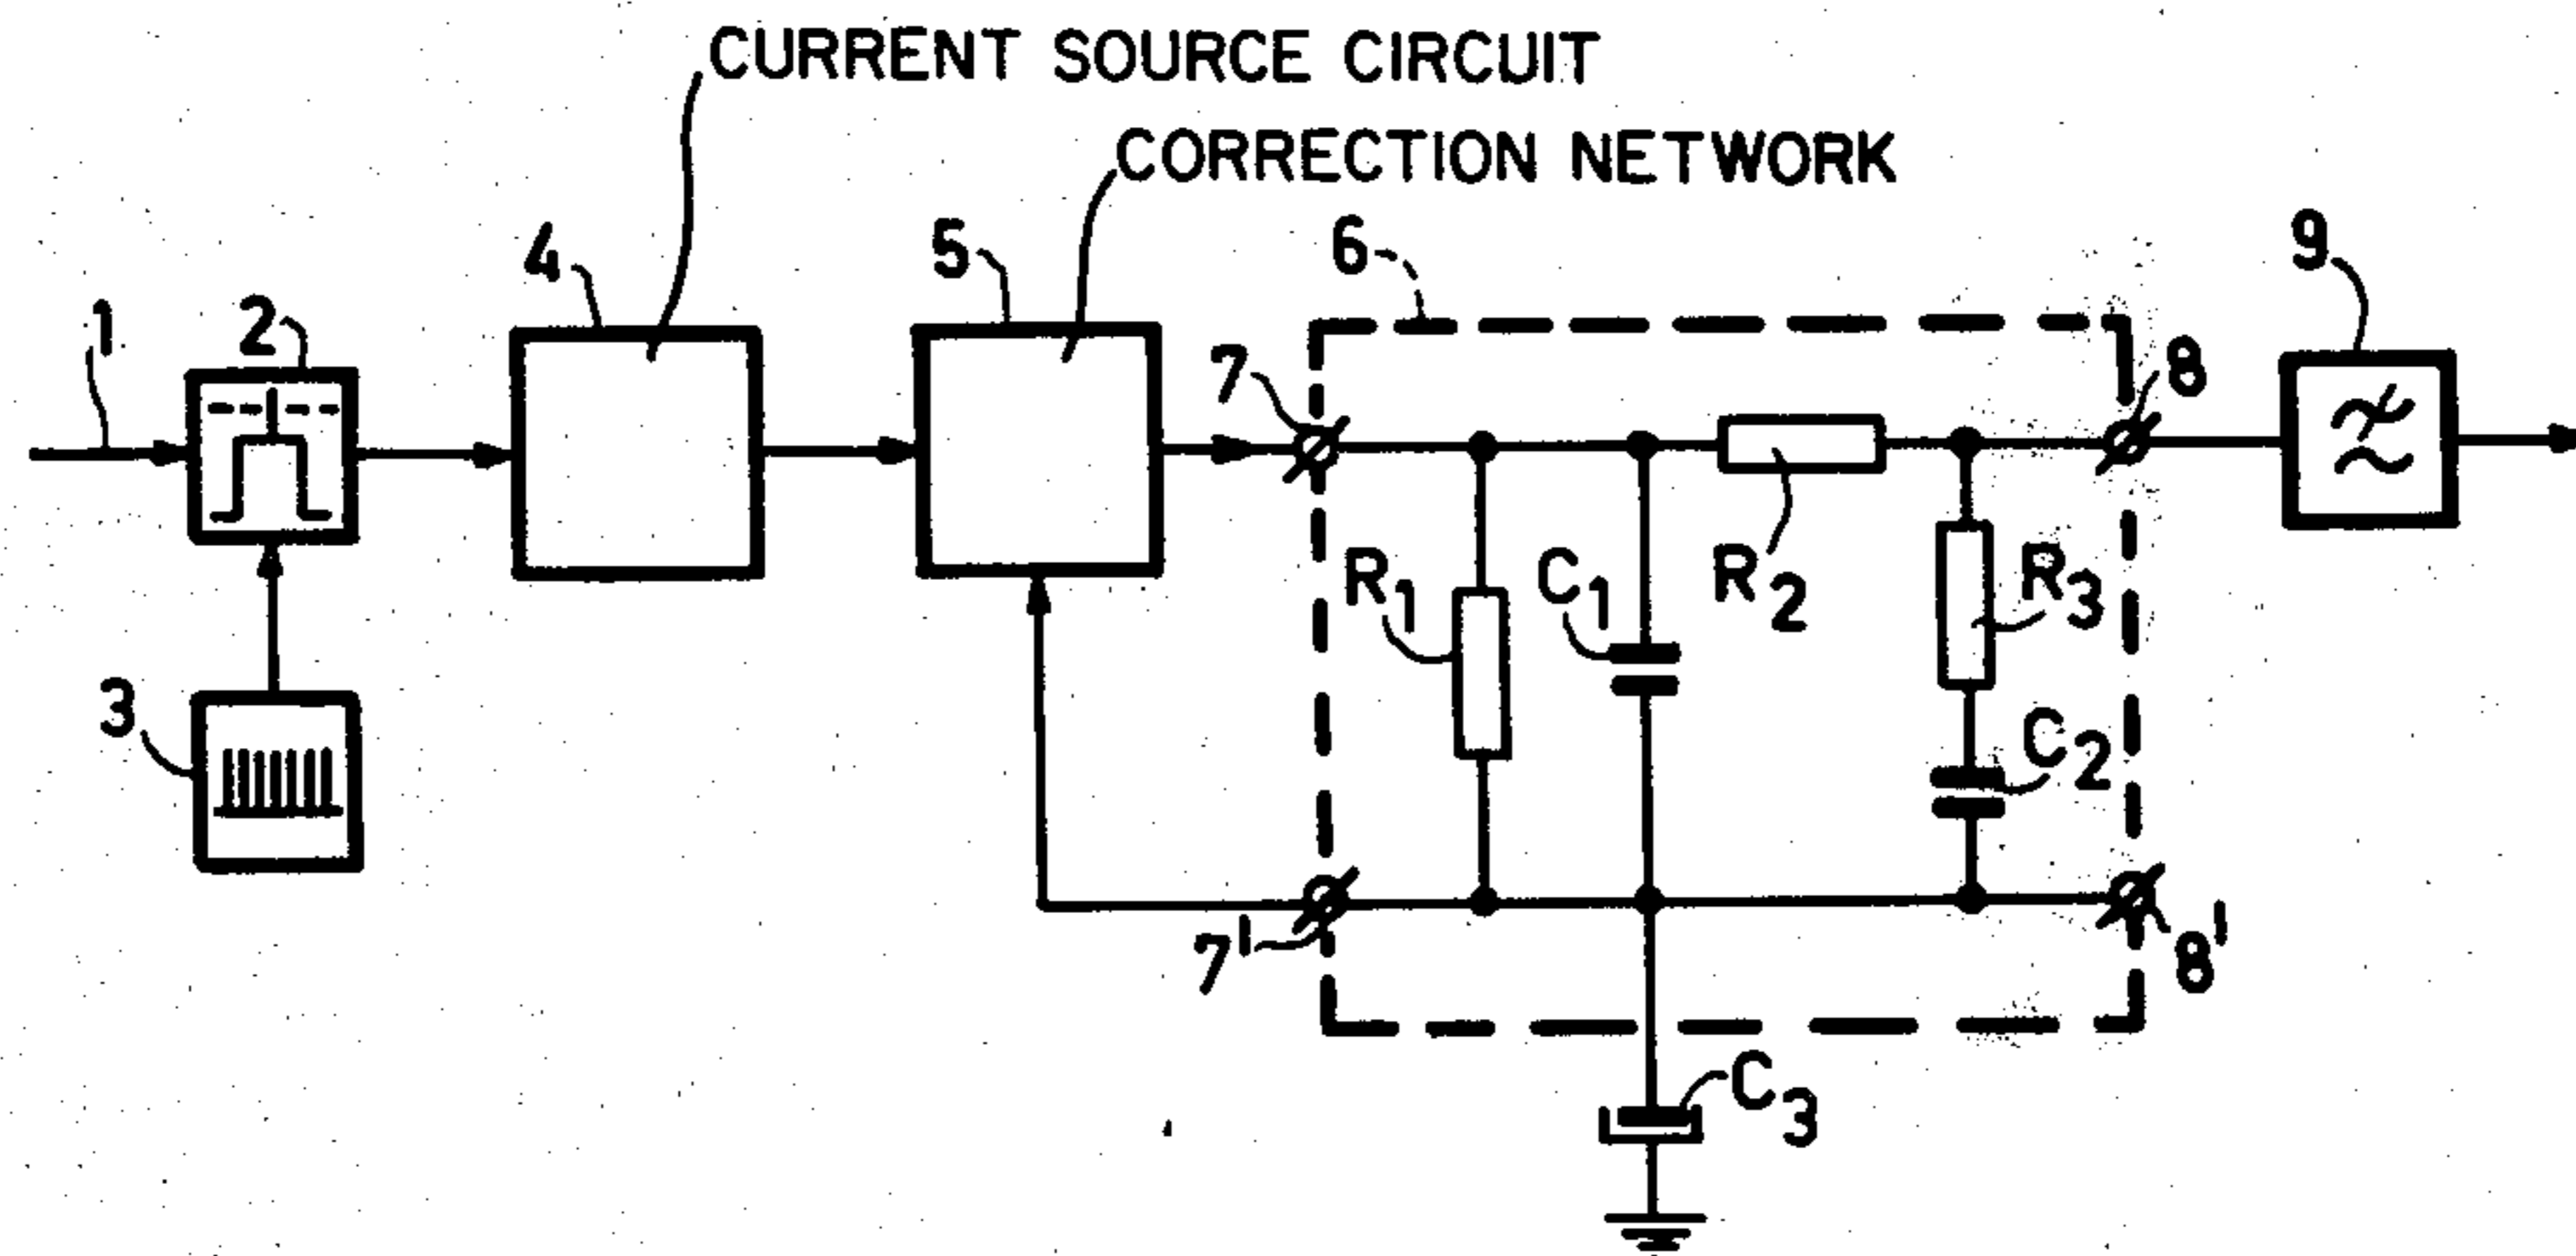 CURRENT SOURCE CIRCUIT
CORRECTION NETWORK
1
2
3
4
5
6
7
7'
8
8'
9
R1
C1
R2
R3
C2
C3